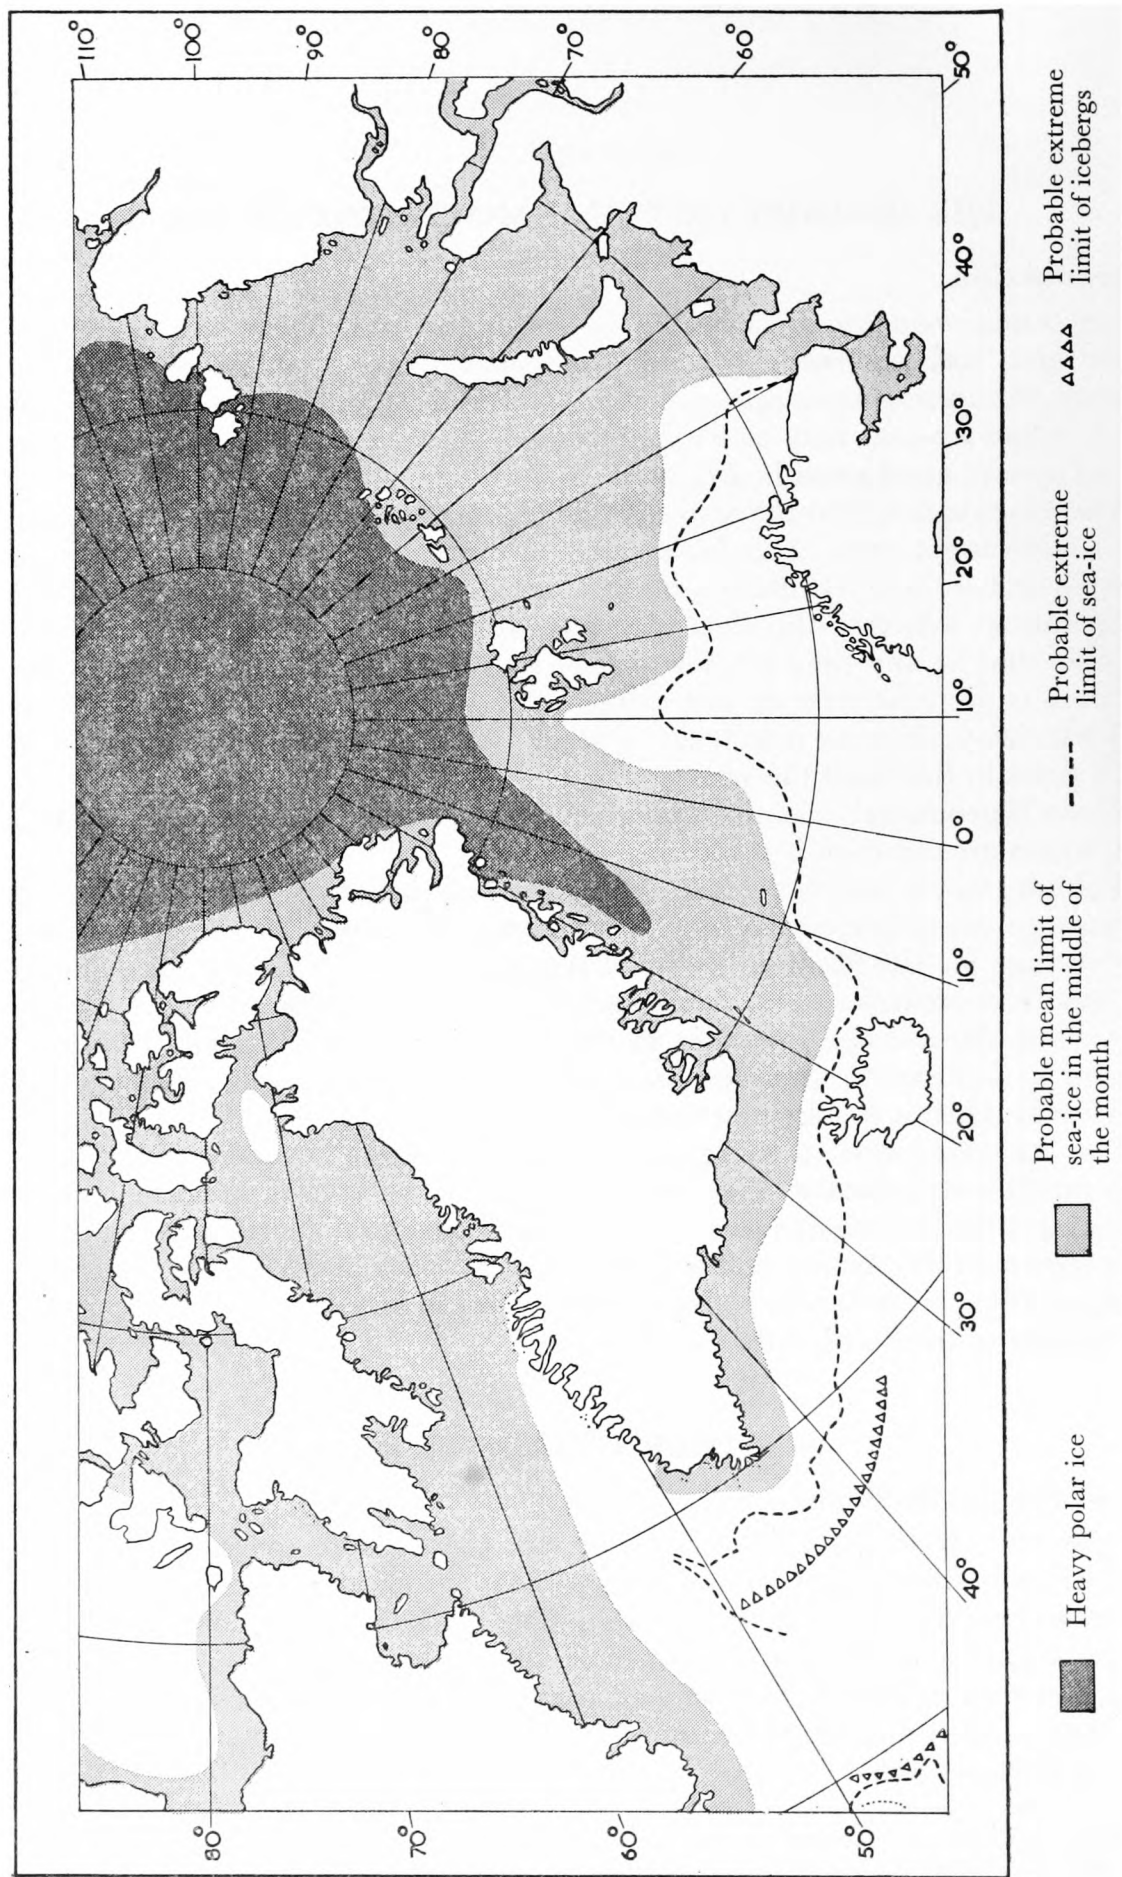 110°
100°
90°
80°
70°
60°
50°
40°
30°
20°
10°
0°
10°
20°
30°
40°
80°
70°
60°
50°
Heavy polar ice
Probable mean limit of
sea-ice in the middle of
the month
Probable extreme
limit of sea-ice
Probable extreme
limit of icebergs